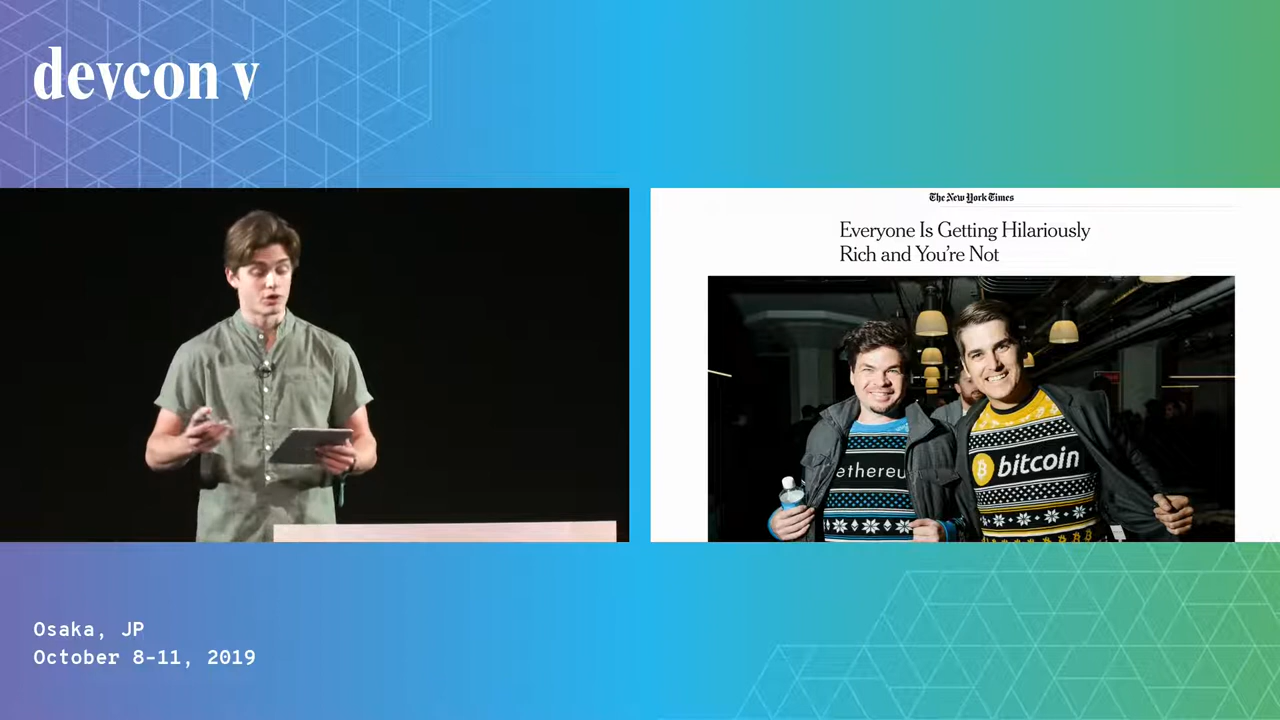 devcon v
The New York Times
Everyone Is Getting Hilariously
Rich and You're Not
ethereu
bitcoin
Osaka, JP
October 8-11, 2019